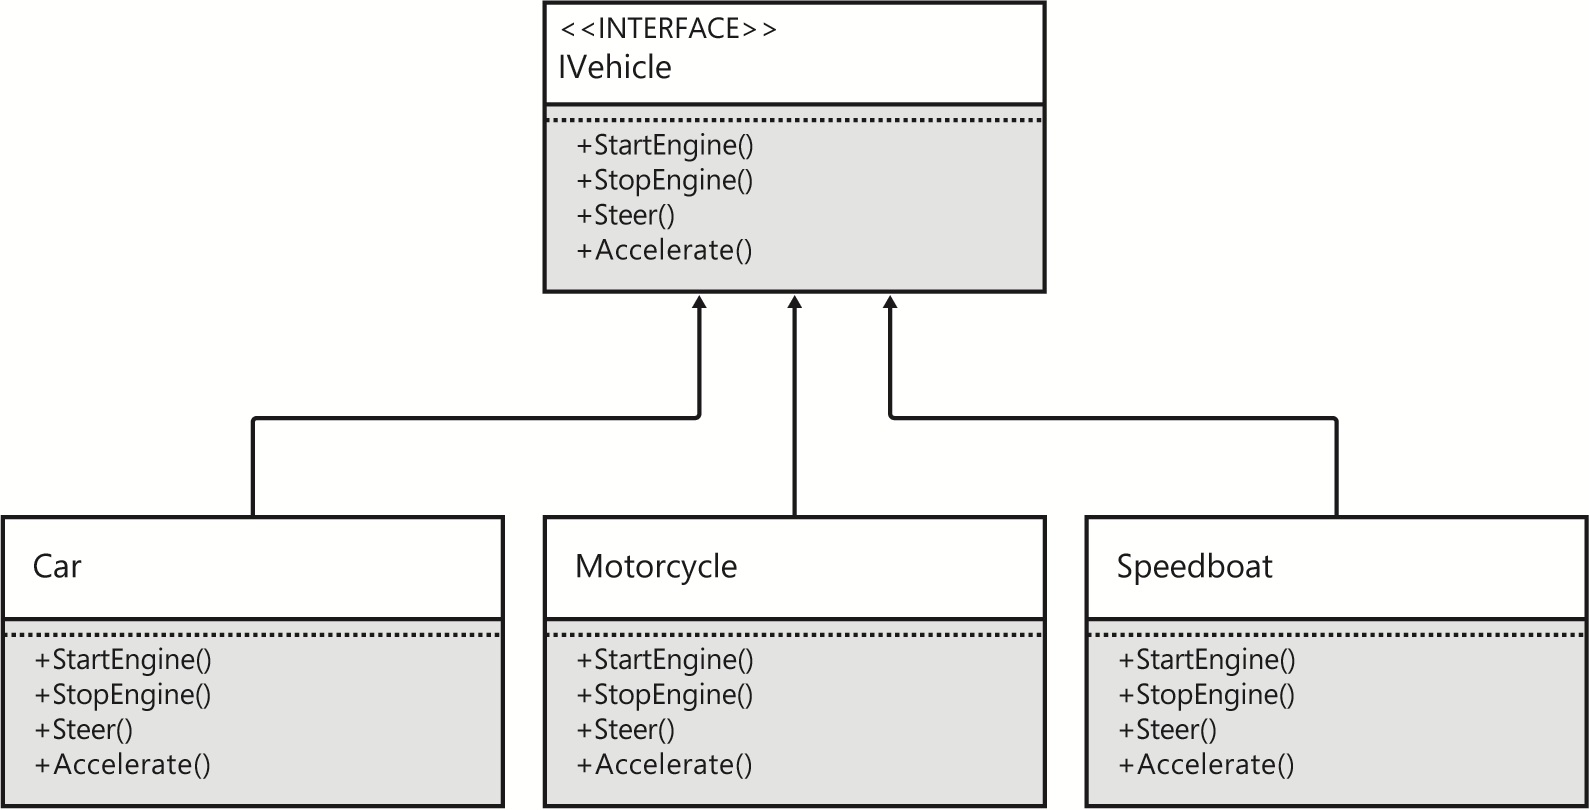 <<INTERFACE>>
IVehicle
+StartEngine()
+StopEngine()
+Steer()
+Accelerate()
Car
+StartEngine()
+StopEngine()
+Steer()
+Accelerate()
Motorcycle
+StartEngine()
+StopEngine()
+Steer()
+Accelerate()
Speedboat
+StartEngine()
+StopEngine()
+Steer()
+Accelerate()